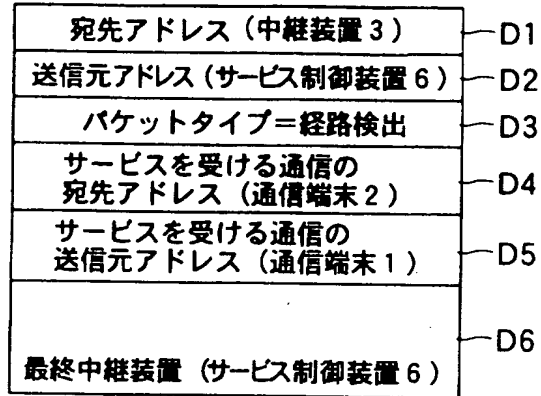 宛先アドレス(中継装置3) D1
送信元アドレス(サービス制御装置6) D2
パケットタイプ=経路検出 D3
サービスを受ける通信の
宛先アドレス(通信端末2) D4
サービスを受ける通信の
送信元アドレス(通信端末1) D5
D6
最終中継装置(サービス制御装置6)